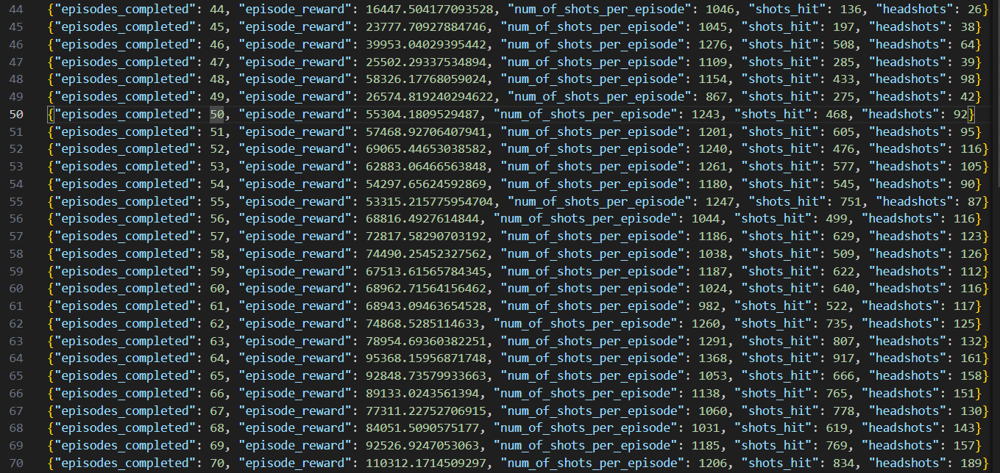 44 {"episodes_completed": 44, "episode_reward": 16447.504177093528, "num_of_shots_per_episode": 1046, "shots_hit": 136, "headshots": 26}
45 {"episodes_completed": 45, "episode_reward": 23777.70927884746, "num_of_shots_per_episode": 1045, "shots_hit": 197, "headshots": 38}
46 {"episodes_completed": 46, "episode_reward": 39953.04029395442, "num_of_shots_per_episode": 1276, "shots_hit": 508, "headshots": 64}
47 {"episodes_completed": 47, "episode_reward": 25502.29337534894, "num_of_shots_per_episode": 1109, "shots_hit": 285, "headshots": 39}
48 {"episodes_completed": 48, "episode_reward": 58326.17768059024, "num_of_shots_per_episode": 1154, "shots_hit": 433, "headshots": 98}
49 {"episodes_completed": 49, "episode_reward": 26574.819240294622, "num_of_shots_per_episode": 867, "shots_hit": 275, "headshots": 42}
50 {"episodes_completed": 50, "episode_reward": 55304.1809529487, "num_of_shots_per_episode": 1243, "shots_hit": 468, "headshots": 92}
51 {"episodes_completed": 51, "episode_reward": 57468.92706407941, "num_of_shots_per_episode": 1201, "shots_hit": 605, "headshots": 95}
52 {"episodes_completed": 52, "episode_reward": 69065.44653038582, "num_of_shots_per_episode": 1240, "shots_hit": 476, "headshots": 116}
53 {"episodes_completed": 53, "episode_reward": 62883.06466563848, "num_of_shots_per_episode": 1261, "shots_hit": 577, "headshots": 105}
54 {"episodes_completed": 54, "episode_reward": 54297.65624592869, "num_of_shots_per_episode": 1180, "shots_hit": 545, "headshots": 90}
55 {"episodes_completed": 55, "episode_reward": 53315.215775954704, "num_of_shots_per_episode": 1247, "shots_hit": 751, "headshots": 87}
56 {"episodes_completed": 56, "episode_reward": 68816.4927614844, "num_of_shots_per_episode": 1044, "shots_hit": 499, "headshots": 116}
57 {"episodes_completed": 57, "episode_reward": 72817.58290703192, "num_of_shots_per_episode": 1186, "shots_hit": 629, "headshots": 123}
58 {"episodes_completed": 58, "episode_reward": 74490.25452327562, "num_of_shots_per_episode": 1038, "shots_hit": 509, "headshots": 126}
59 {"episodes_completed": 59, "episode_reward": 67513.61565784345, "num_of_shots_per_episode": 1187, "shots_hit": 622, "headshots": 112}
60 {"episodes_completed": 60, "episode_reward": 68962.71564156462, "num_of_shots_per_episode": 1024, "shots_hit": 640, "headshots": 116}
61 {"episodes_completed": 61, "episode_reward": 68943.09463654528, "num_of_shots_per_episode": 982, "shots_hit": 522, "headshots": 117}
62 {"episodes_completed": 62, "episode_reward": 74868.5285114633, "num_of_shots_per_episode": 1260, "shots_hit": 735, "headshots": 125}
63 {"episodes_completed": 63, "episode_reward": 78954.69360382251, "num_of_shots_per_episode": 1291, "shots_hit": 807, "headshots": 132}
64 {"episodes_completed": 64, "episode_reward": 95368.15956871748, "num_of_shots_per_episode": 1368, "shots_hit": 917, "headshots": 161}
65 {"episodes_completed": 65, "episode_reward": 92848.73579933663, "num_of_shots_per_episode": 1053, "shots_hit": 666, "headshots": 158}
66 {"episodes_completed": 66, "episode_reward": 89133.0243561394, "num_of_shots_per_episode": 1138, "shots_hit": 765, "headshots": 151}
67 {"episodes_completed": 67, "episode_reward": 77311.22752706915, "num_of_shots_per_episode": 1060, "shots_hit": 778, "headshots": 130}
68 {"episodes_completed": 68, "episode_reward": 84051.5090575177, "num_of_shots_per_episode": 1031, "shots_hit": 619, "headshots": 143}
69 {"episodes_completed": 69, "episode_reward": 92526.9247053063, "num_of_shots_per_episode": 1185, "shots_hit": 769, "headshots": 157}
70 {"episodes_completed": 70, "episode_reward": 110312.1714509297, "num_of_shots_per_episode": 1206, "shots_hit": 834, "headshots": 189}